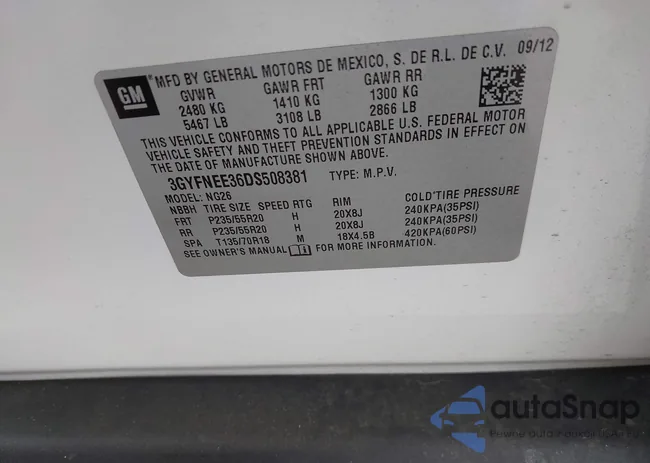 GM
MFD BY GENERAL MOTORS DE MEXICO, S. DE R.L. DE C.V. 09/12
GVWR GAWR FRT GAWR RR
2480 KG 1410 KG 1300 KG
5467 LB 3108 LB 2866 LB
THIS VEHICLE CONFORMS TO ALL APPLICABLE U.S. FEDERAL MOTOR
VEHICLE SAFETY AND THEFT PREVENTION STANDARDS IN EFFECT ON
THE DATE OF MANUFACTURE SHOWN ABOVE.
3GYFNEE36DS508381 TYPE: M.P.V.
MODEL: NG26
NBBH TIRE SIZE SPEED RTG RIM COLD TIRE PRESSURE
FRT P235/55R20 H 20X8J 240KPA(35PSI)
RR P235/55R20 H 20X8J 240KPA(35PSI)
SPA T135/70R18 M 18X4.5B 420KPA(60PSI)
SEE OWNER'S MANUAL FOR MORE INFORMATION
autoSnap